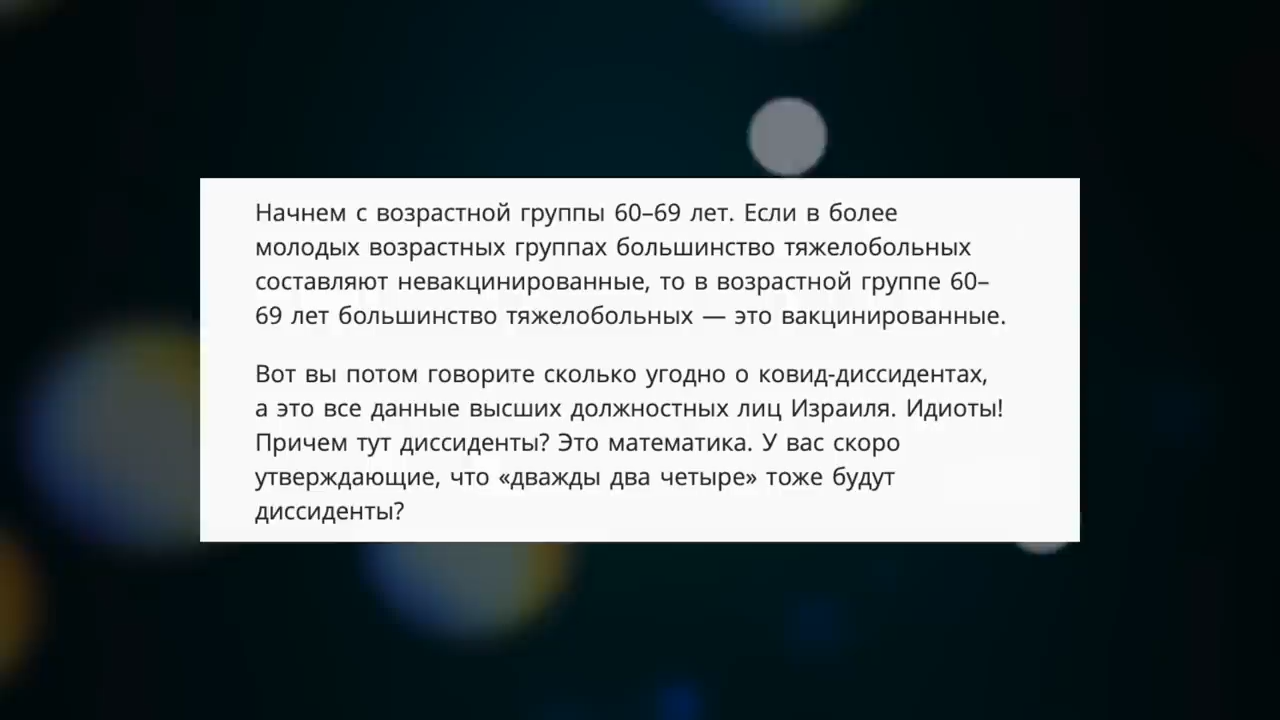 Начнем с возрастной группы 60–69 лет. Если в более
молодых возрастных группах большинство тяжелобольных
составляют невакцинированные, то в возрастной группе 60–
69 лет большинство тяжелобольных — это вакцинированные.
Вот вы потом говорите сколько угодно о ковид-диссидентах,
а это все данные высших должностных лиц Израиля. Идиоты!
Причем тут диссиденты? Это математика. У вас скоро
утверждающие, что «дважды два четыре» тоже будут
диссиденты?